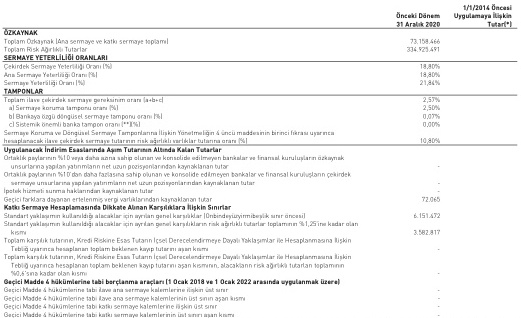 1/1/2014 Öncesi
Önceki Dönem Uygulamaya İlişkin
31 Aralık 2020 Tutar(*)
ÖZKAYNAK
Toplam Özkaynak (Ana sermaye ve katkı sermaye toplamı) 73.158.466
Toplam Risk Ağırlıklı Tutarlar 334.925.491
SERMAYE YETERLİLİĞİ ORANLARI
Çekirdek Sermaye Yeterliliği Oranı (%) 18,80%
Ana Sermaye Yeterliliği Oranı (%) 18,80%
Sermaye Yeterliliği Oranı (%) 21,84%
TAMPONLAR
Toplam ilave çekirdek sermaye gereksinim oranı (a+b+c) 2,57%
a) Sermaye koruma tamponu oranı (%) 2,50%
b) Bankaya özgü döngüsel sermaye tamponu oranı (%) 0,07%
c) Sistemik önemli banka tampon oranı (**)(%) 0,00%
Sermaye Koruma ve Döngüsel Sermaye Tamponlarına İlişkin Yönetmeliğin 4 üncü maddesinin birinci fıkrası uyarınca
hesaplanacak ilave çekirdek sermaye tutarının risk ağırlıklı varlıklar tutarına oranı (%) 10,80%
Uygulanacak İndirim Esaslarında Aşım Tutarının Altında Kalan Tutarlar
Ortaklık paylarının %10 veya daha azına sahip olunan ve konsolide edilmeyen bankalar ve finansal kuruluşların özkaynak
unsurlarına yapılan yatırımların net uzun pozisyonlarından kaynaklanan tutar -
Ortaklık paylarının %10'dan daha fazlasına sahip olunan ve konsolide edilmeyen bankalar ve finansal kuruluşların çekirdek
sermaye unsurlarına yapılan yatırımların net uzun pozisyonlarından kaynaklanan tutar -
İpotek hizmeti sunma haklarından kaynaklanan tutar -
Geçici farklara dayanan ertelenmiş vergi varlıklarından kaynaklanan tutar 72.065
Katkı Sermaye Hesaplamasında Dikkate Alınan Karşılıklara İlişkin Sınırlar
Standart yaklaşımın kullanıldığı alacaklar için ayrılan genel karşılıklar (Onbindeyüzyirmibeşlik sınır öncesi) 6.151.472
Standart yaklaşımın kullanıldığı alacaklar için ayrılan genel karşılıkların risk ağırlıklı tutarlar toplamının %1,25'ine kadar olan
kısmı 3.582.817
Toplam karşılık tutarının, Kredi Riskine Esas Tutarın İçsel Derecelendirmeye Dayalı Yaklaşımlar ile Hesaplanmasına İlişkin
Tebliğ uyarınca hesaplanan toplam beklenen kayıp tutarını aşan kısmı -
Toplam karşılık tutarının, Kredi Riskine Esas Tutarın İçsel Derecelendirmeye Dayalı Yaklaşımlar ile Hesaplanmasına İlişkin
Tebliğ uyarınca hesaplanan toplam beklenen kayıp tutarını aşan kısmının, alacakların risk ağırlıklı tutarları toplamının
%0,6'sına kadar olan kısmı -
Geçici Madde 4 hükümlerine tabi borçlanma araçları (1 Ocak 2018 ve 1 Ocak 2022 arasında uygulanmak üzere)
Geçici Madde 4 hükümlerine tabi ilave ana sermaye kalemlerine ilişkin üst sınır -
Geçici Madde 4 hükümlerine tabi ilave ana sermaye kalemlerinin üst sınırı aşan kısmı -
Geçici Madde 4 hükümlerine tabi katkı sermaye kalemlerine ilişkin üst sınır -
Geçici Madde 4 hükümlerine tabi katkı sermaye kalemlerinin üst sınırı aşan kısmı -